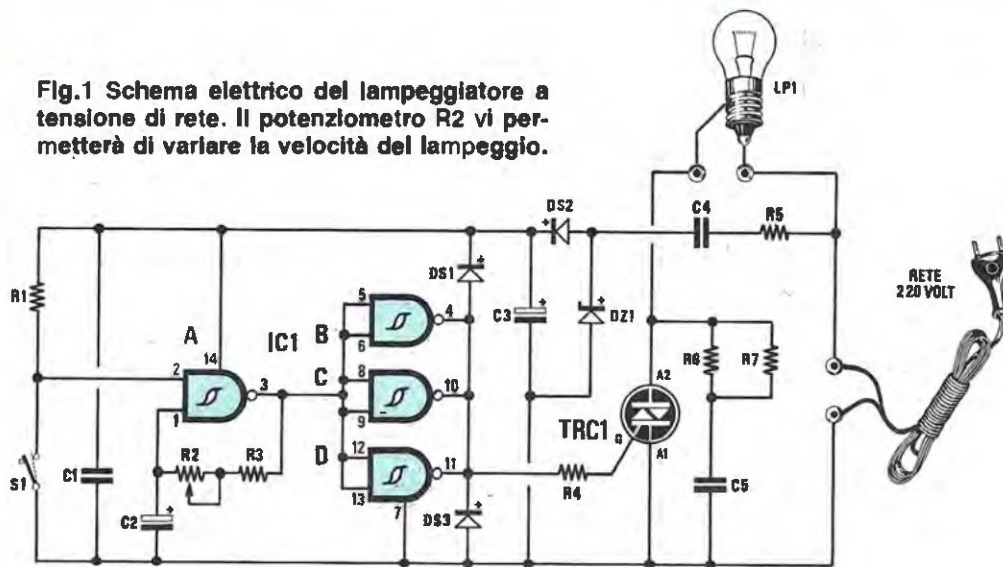 Fig.1 Schema elettrico del lampeggiatore a
tensione di rete. Il potenziometro R2 vi per-
metterà di variare la velocità del lampeggio.
LP1
DS2
C4
R5
RETE
220 VOLT
R1
DS1
C3
DZ1
A
14
2
1
3
IC1
B
5
6
4
C
8
9
10
D
12
13
11
7
R6
R7
A2
TRC1
G
A1
S1
C1
R2
R3
C2
DS3
R4
C5